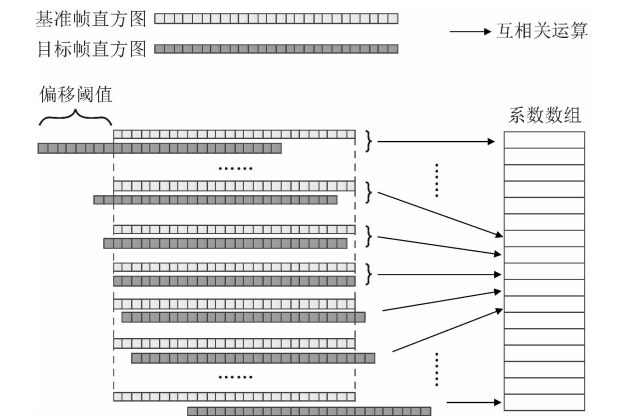 基准帧直方图
目标帧直方图
互相关运算
偏移阈值
系数数组